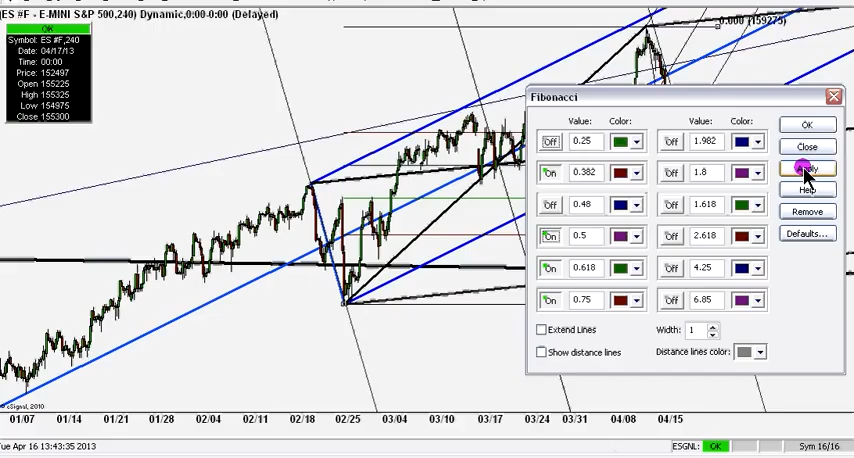 (ES #F - E-MINI S&P 500,240) Dynamic,0:00-0:00 (Delayed)
OK
Symbol: ES #F,240
Date: 04/17/13
Time: 00:00
Price: 152497
Open 155225
High 155325
Low 154975
Close 155300
0.000 (159275)
Fibonacci
Value: Color: Value: Color:
Off 0.25 Off 1.982 OK
On 0.382 Off 1.8 Close
Off 0.48 Off 1.618 Apply
On 0.5 Off 2.618 Help
On 0.618 Off 4.25 Remove
On 0.75 Off 6.85 Defaults...
Extend Lines Width: 1
Show distance lines Distance lines color:
© eSignal, 2010
01/07 01/14 01/21 01/28 02/04 02/11 02/18 02/25 03/04 03/10 03/17 03/24 03/31 04/08 04/15
Tue Apr 16 13:43:35 2013 ESGNL: OK Sym 16/16